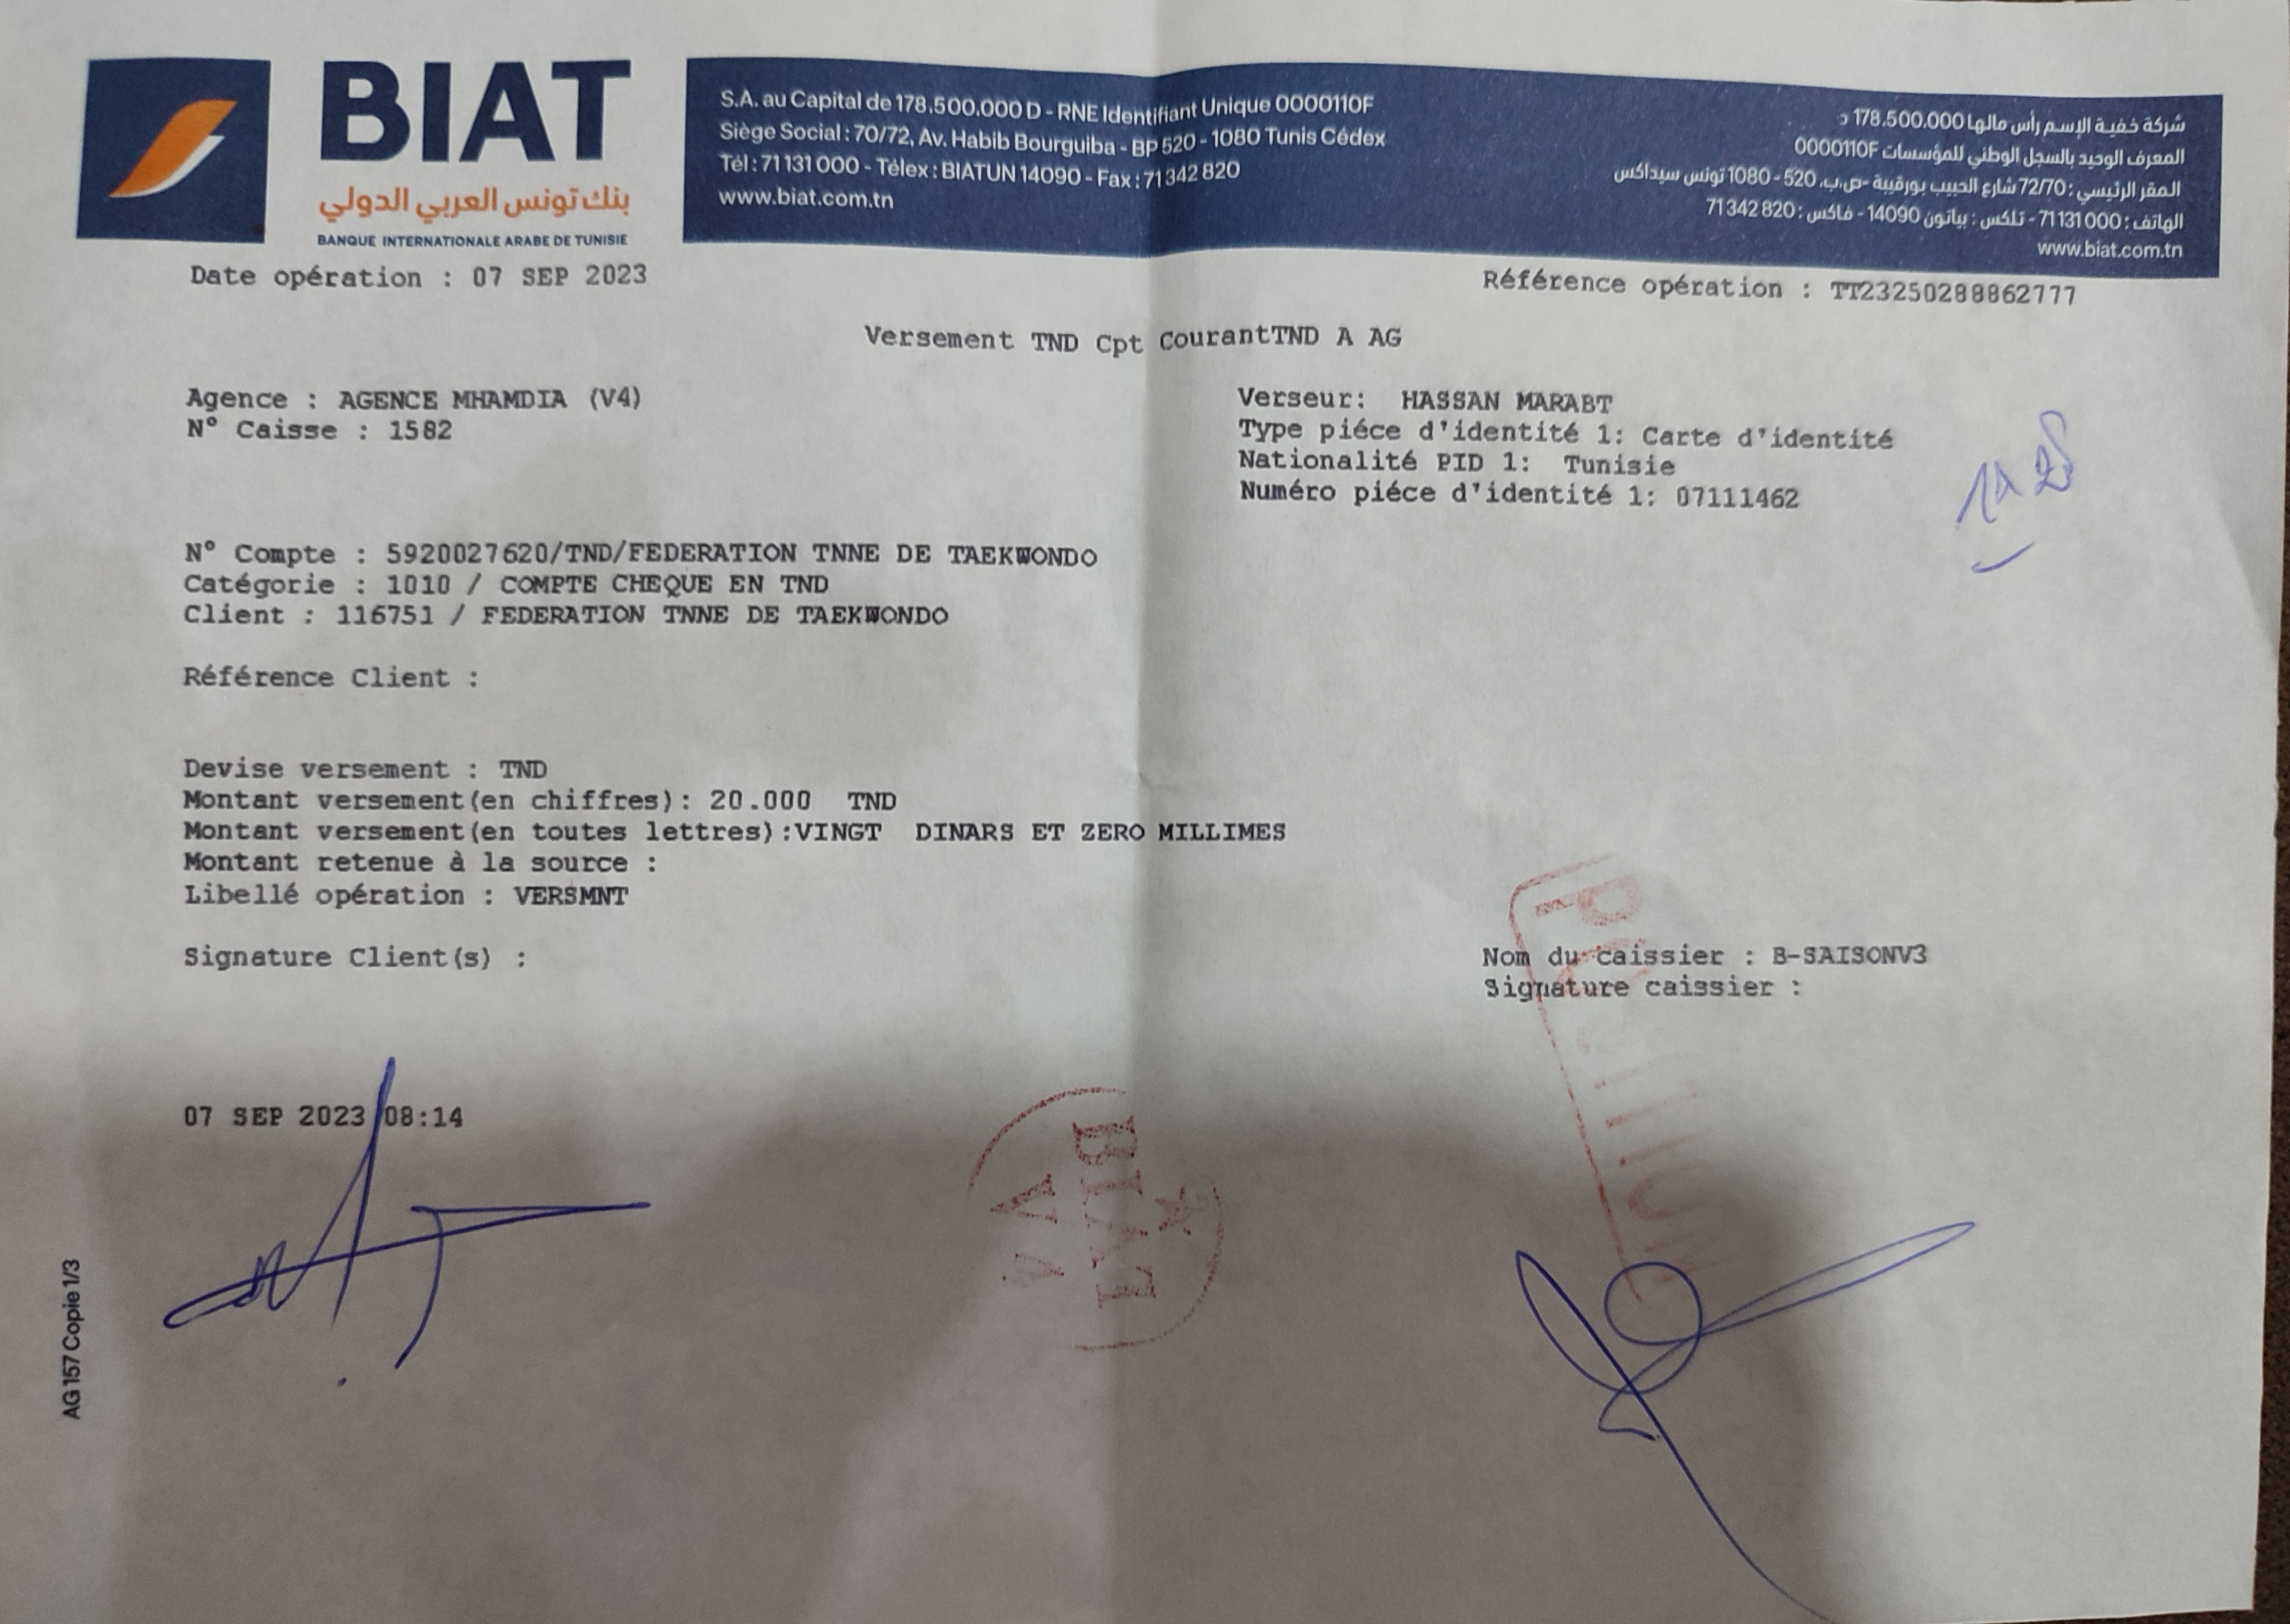 BIAT
بنك تونس العربي الدولي
BANQUE INTERNATIONALE ARABE DE TUNISIE
S.A. au Capital de 178.500.000 D - RNE Identifiant Unique 0000110F
Siège Social : 70/72, Av. Habib Bourguiba - BP 520 - 1080 Tunis Cédex
Tél : 71 131 000 - Télex : BIATUN 14090 - Fax : 71 342 820
www.biat.com.tn
شركة خفية الإسم رأس مالها 178.500.000 د
المعرف الوحيد بالسجل الوطني للمؤسسات 0000110F
المقر الرئيسي : 72/70 شارع الحبيب بورقيبة -ص.ب. 520 - 1080 تونس سيداكس
الهاتف : 71 131 000 - تلكس : بياتون 14090 - فاكس : 71 342 820
www.biat.com.tn
Date opération : 07 SEP 2023
Référence opération : TT23250288862777
Versement TND Cpt CourantTND A AG
Agence : AGENCE MHAMDIA (V4)
N° Caisse : 1582
Verseur: HASSAN MARABT
Type piéce d'identité 1: Carte d'identité
Nationalité PID 1: Tunisie
Numéro piéce d'identité 1: 07111462
N° Compte : 5920027620/TND/FEDERATION TNNE DE TAEKWONDO
Catégorie : 1010 / COMPTE CHEQUE EN TND
Client : 116751 / FEDERATION TNNE DE TAEKWONDO
Référence Client :
Devise versement : TND
Montant versement(en chiffres): 20.000 TND
Montant versement(en toutes lettres):VINGT DINARS ET ZERO MILLIMES
Montant retenue à la source :
Libellé opération : VERSMNT
Signature Client(s) :
Nom du caissier : B-SAISONV3
Signature caissier :
07 SEP 2023 08:14
AG 157 Copie 1/3